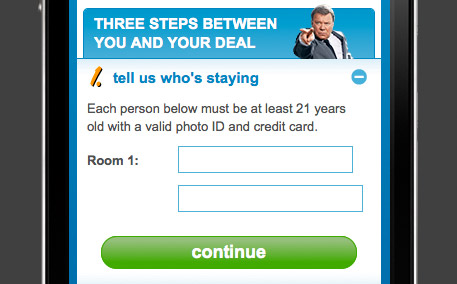 THREE STEPS BETWEEN
YOU AND YOUR DEAL
1. tell us who's staying
Each person below must be at least 21 years
old with a valid photo ID and credit card.
Room 1:
continue